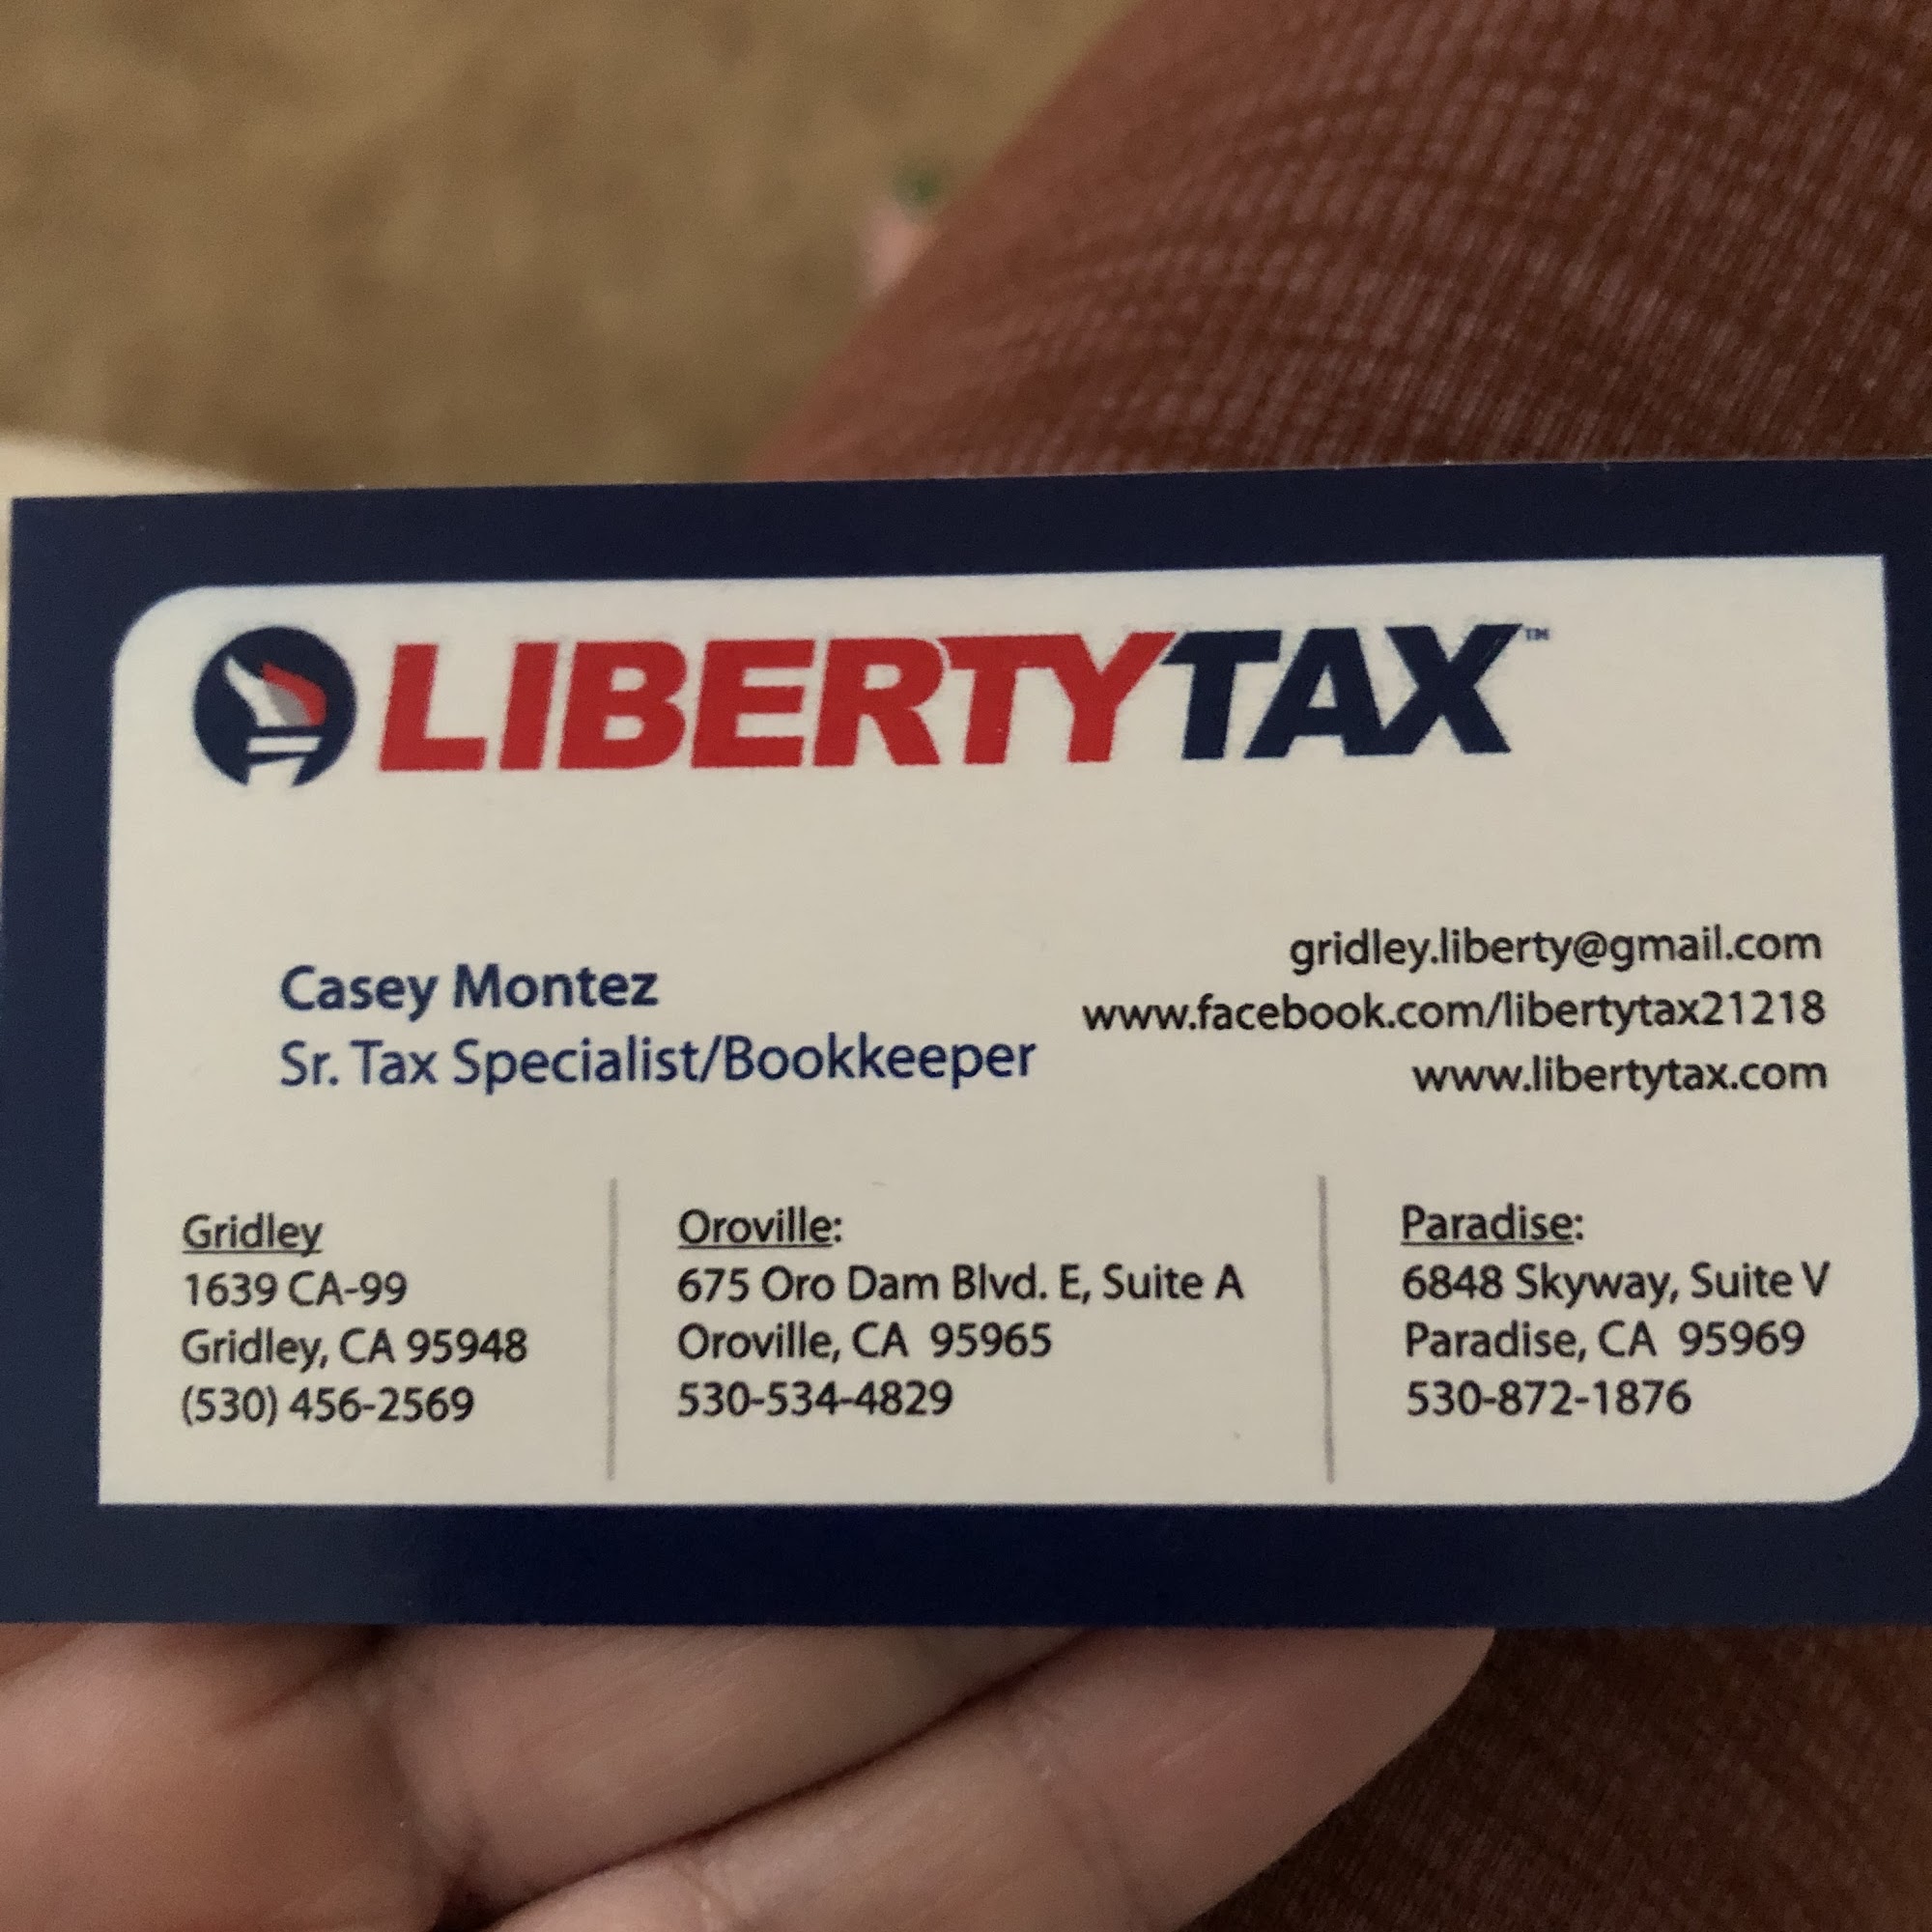 LIBERTYTAX™
Casey Montez
Sr. Tax Specialist/Bookkeeper
gridley.liberty@gmail.com
www.facebook.com/libertytax21218
www.libertytax.com
Gridley
1639 CA-99
Gridley, CA 95948
(530) 456-2569
Oroville:
675 Oro Dam Blvd. E, Suite A
Oroville, CA 95965
530-534-4829
Paradise:
6848 Skyway, Suite V
Paradise, CA 95969
530-872-1876